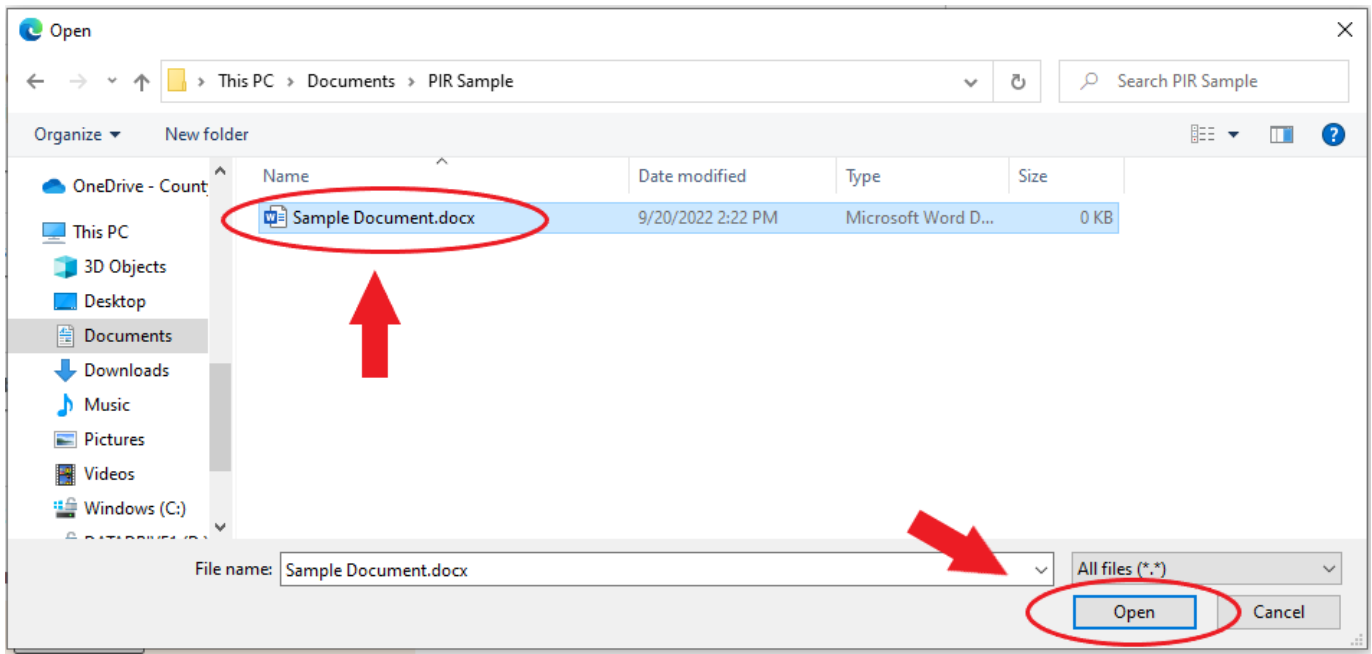 Open
This PC > Documents > PIR Sample
Search PIR Sample
Organize
New folder
Name
Date modified
Type
Size
OneDrive - Count
This PC
3D Objects
Desktop
Documents
Downloads
Music
Pictures
Videos
Windows (C:)
Sample Document.docx
9/20/2022 2:22 PM
Microsoft Word D...
0 KB
File name:
Sample Document.docx
All files (*.*)
Open
Cancel